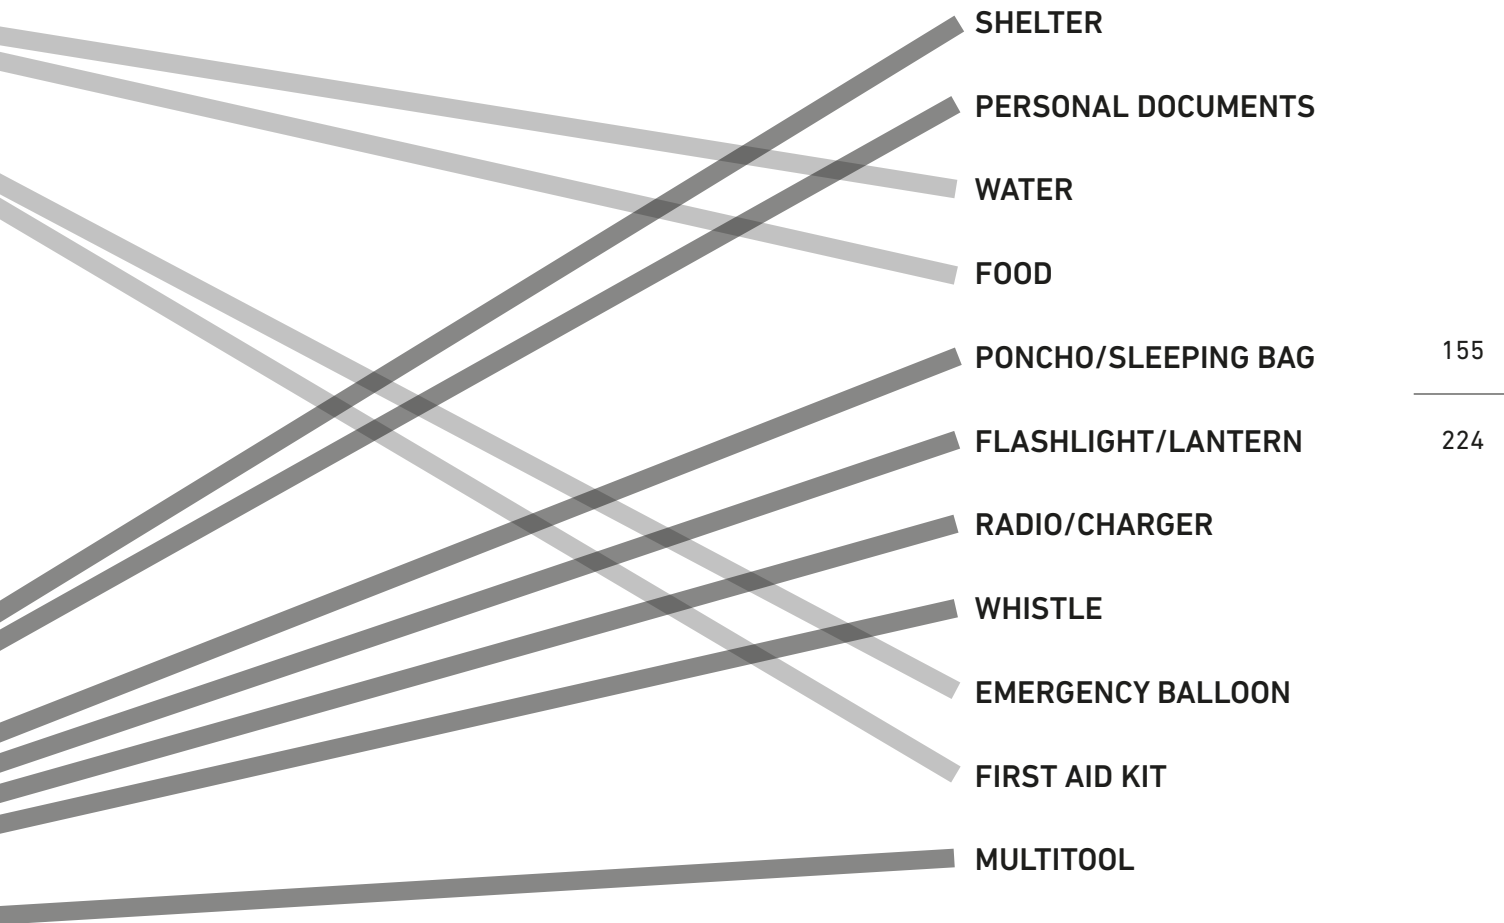 SHELTER
PERSONAL DOCUMENTS
WATER
FOOD
PONCHO/SLEEPING BAG
155
FLASHLIGHT/LANTERN
224
RADIO/CHARGER
WHISTLE
EMERGENCY BALLOON
FIRST AID KIT
MULTITOOL